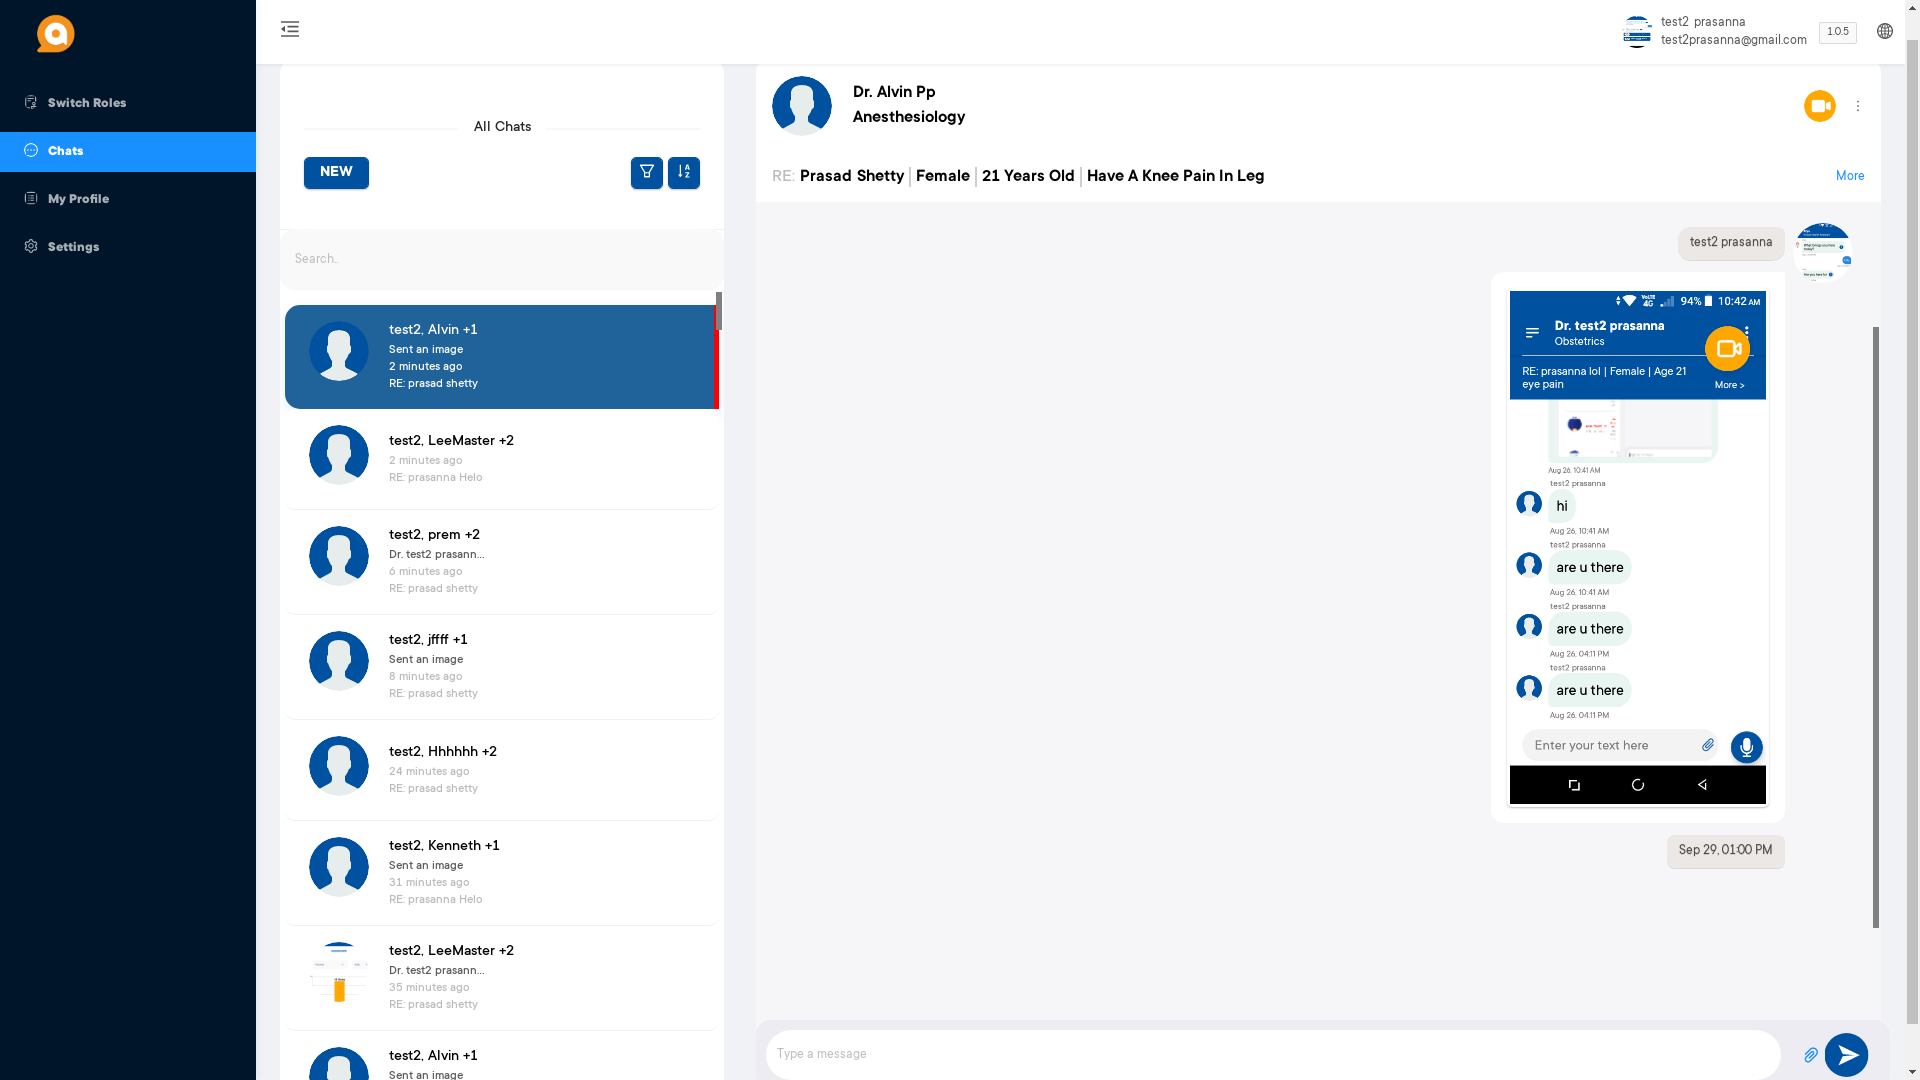 test2 prasanna
test2prasanna@gmail.com
1.0.5
Switch Roles
Chats
My Profile
Settings
All Chats
NEW
Search..
test2, Alvin +1
Sent an image
2 minutes ago
RE: prasad shetty
test2, LeeMaster +2
2 minutes ago
RE: prasanna Helo
test2, prem +2
Dr. test2 prasann...
6 minutes ago
RE: prasad shetty
test2, jffff +1
Sent an image
8 minutes ago
RE: prasad shetty
test2, Hhhhhh +2
24 minutes ago
RE: prasad shetty
test2, Kenneth +1
Sent an image
31 minutes ago
RE: prasanna Helo
test2, LeeMaster +2
Dr. test2 prasann...
35 minutes ago
RE: prasad shetty
test2, Alvin +1
Sent an image
Dr. Alvin Pp
Anesthesiology
RE: Prasad Shetty | Female | 21 Years Old | Have A Knee Pain In Leg
More
test2 prasanna
VoLTE
4G
94%
10:42 AM
Dr. test2 prasanna
Obstetrics
RE: prasanna lol | Female | Age 21
eye pain
More >
Aug 26, 10:41 AM
test2 prasanna
hi
Aug 26, 10:41 AM
test2 prasanna
are u there
Aug 26, 10:41 AM
test2 prasanna
are u there
Aug 26, 04:11 PM
test2 prasanna
are u there
Aug 26, 04:11 PM
Enter your text here
Sep 29, 01:00 PM
Type a message